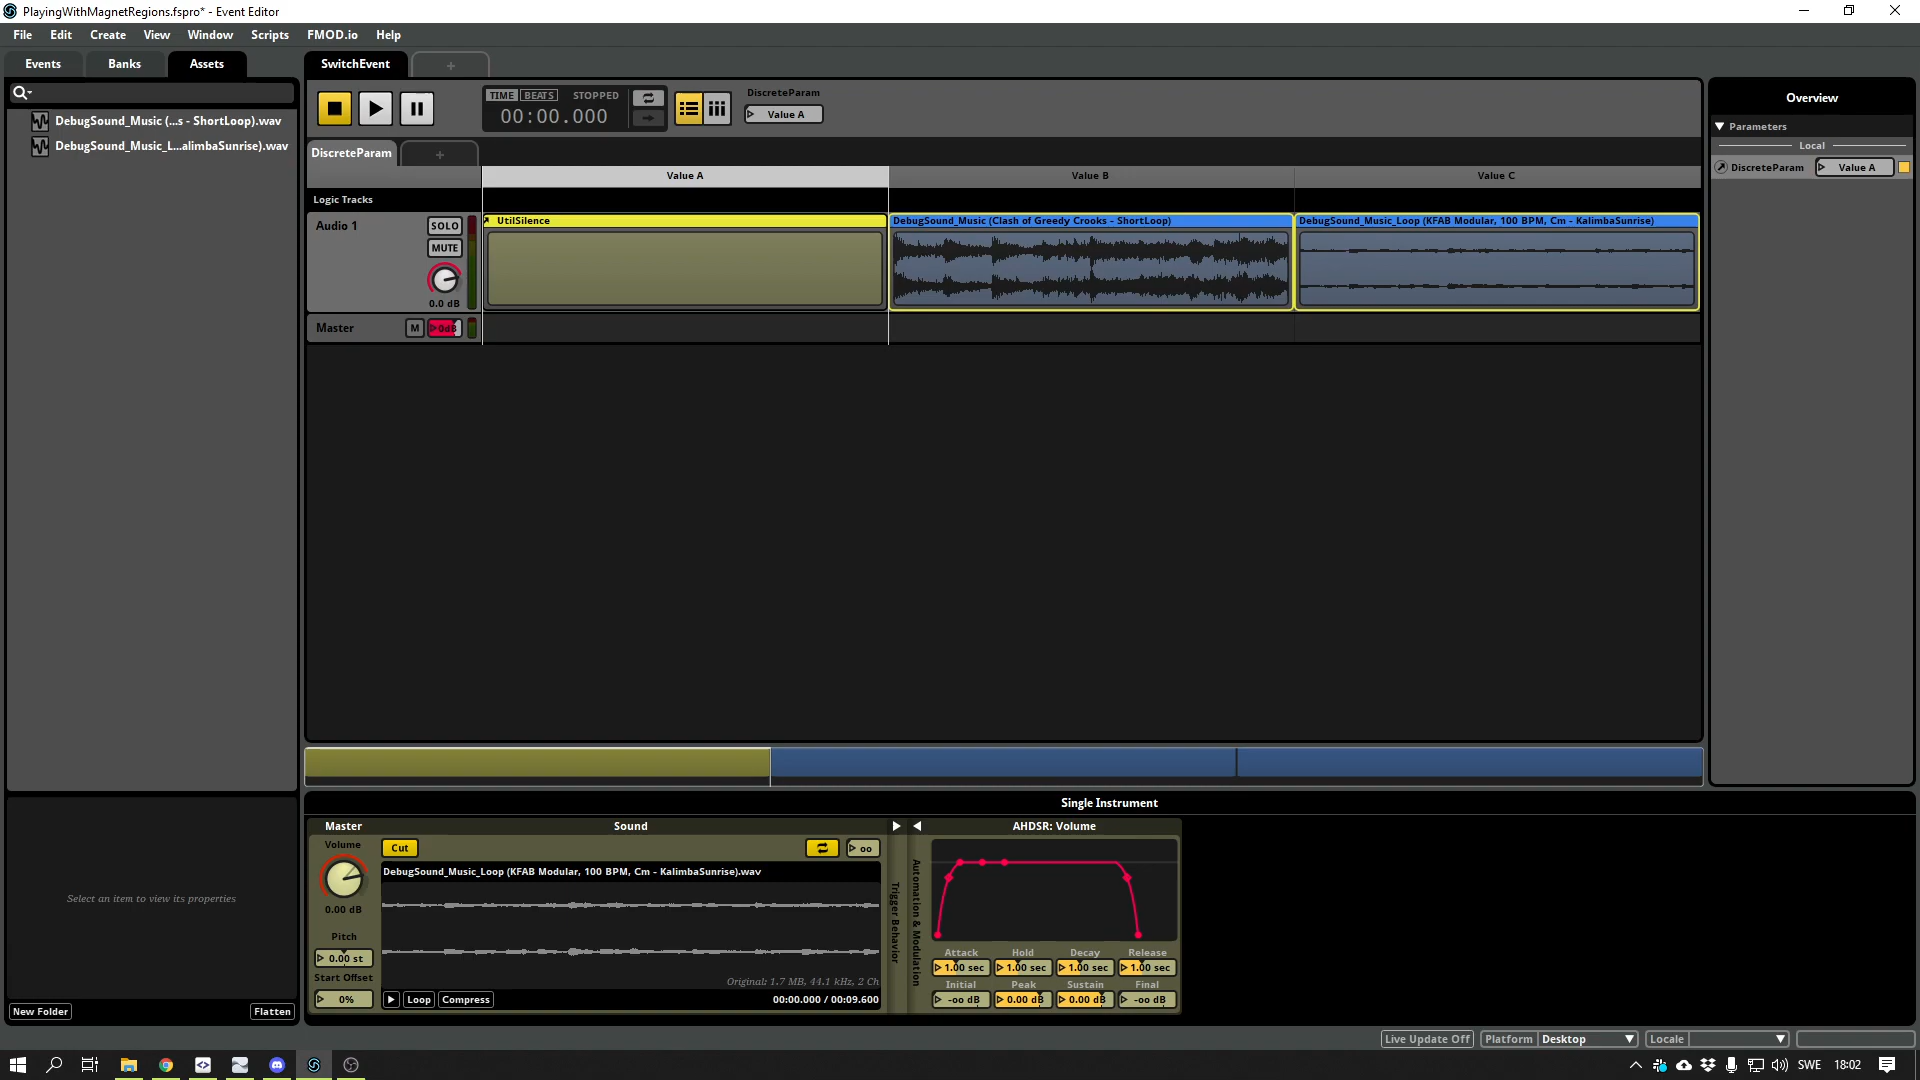 PlayingWithMagnetRegions.fspro* - Event Editor
File Edit Create View Window Scripts FMOD.io Help
Events Banks Assets
SwitchEvent +
DebugSound_Music (...s - ShortLoop).wav
DebugSound_Music_L...alimbaSunrise).wav
TIME BEATS STOPPED
00:00.000
DiscreteParam
Value A
DiscreteParam +
Value A Value B Value C
Logic Tracks
Audio 1
SOLO
MUTE
0.0 dB
UtilSilence
DebugSound_Music (Clash of Greedy Crooks - ShortLoop)
DebugSound_Music_Loop (KFAB Modular, 100 BPM, Cm - KalimbaSunrise)
Master M 0dB
Overview
Parameters
Local
DiscreteParam Value A
Select an item to view its properties
New Folder Flatten
Single Instrument
Master
Volume
0.00 dB
Pitch
0.00 st
Start Offset
0%
Sound
Cut oo
DebugSound_Music_Loop (KFAB Modular, 100 BPM, Cm - KalimbaSunrise).wav
Original: 1.7 MB, 44.1 kHz, 2 Ch
Loop Compress 00:00.000 / 00:09.600
Trigger Behavior
Automation & Modulation
AHDSR: Volume
Attack Hold Decay Release
1.00 sec 1.00 sec 1.00 sec 1.00 sec
Initial Peak Sustain Final
-oo dB 0.00 dB 0.00 dB -oo dB
Live Update Off Platform Desktop Locale
SWE 18:02